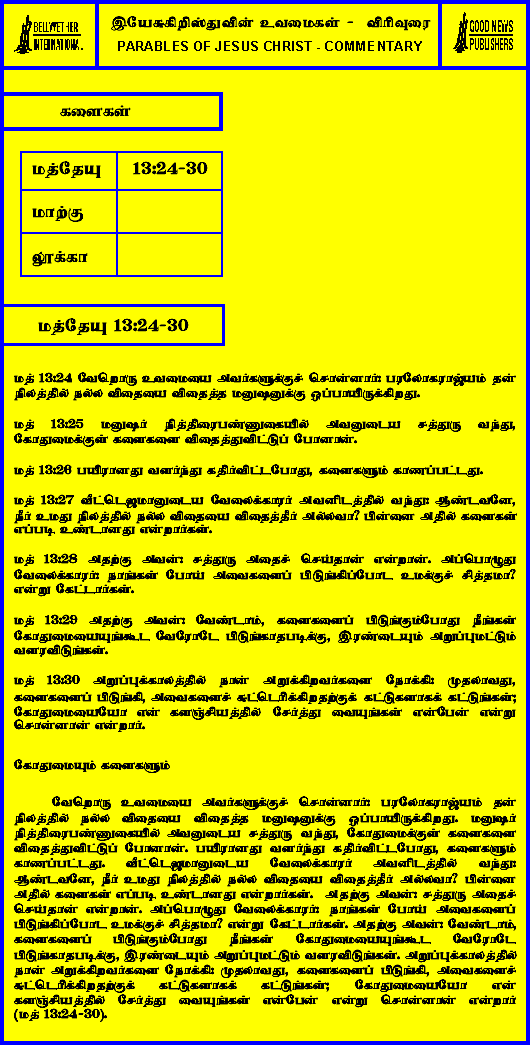 BELLWETHER
INTERNATIONAL
இயேசுகிறிஸ்துவின் உவமைகள் - விரிவுரை
PARABLES OF JESUS CHRIST - COMMENTARY
GOOD NEWS
PUBLISHERS
களைகள்
மத்தேயு 13:24-30
மாற்கு
லூக்கா
மத்தேயு 13:24-30
மத் 13:24 வேறொரு உவமையை அவர்களுக்குச் சொன்னார்: பரலோகராஜ்யம் தன்
நிலத்தில் நல்ல விதையை விதைத்த மனுஷனுக்கு ஒப்பாயிருக்கிறது.
மத் 13:25 மனுஷர் நித்திரைபண்ணுகையில் அவனுடைய சத்துரு வந்து,
கோதுமைக்குள் களைகளை விதைத்துவிட்டுப் போனான்.
மத் 13:26 பயிரானது வளர்ந்து கதிர்விட்டபோது, களைகளும் காணப்பட்டது.
மத் 13:27 வீட்டெஜமானுடைய வேலைக்காரர் அவனிடத்தில் வந்து: ஆண்டவனே,
நீர் உமது நிலத்தில் நல்ல விதையை விதைத்தீர் அல்லவா? பின்னை அதில் களைகள்
எப்படி உண்டானது என்றார்கள்.
மத் 13:28 அதற்கு அவன்: சத்துரு அதைச் செய்தான் என்றான். அப்பொழுது
வேலைக்காரர்: நாங்கள் போய் அவைகளைப் பிடுங்கிப்போட உமக்குச் சித்தமா?
என்று கேட்டார்கள்.
மத் 13:29 அதற்கு அவன்: வேண்டாம், களைகளைப் பிடுங்கும்போது நீங்கள்
கோதுமையையுங்கூட வேரோடே பிடுங்காதபடிக்கு, இரண்டையும் அறுப்புமட்டும்
வளரவிடுங்கள்.
மத் 13:30 அறுப்புக்காலத்தில் நான் அறுக்கிறவர்களை நோக்கி: முதலாவது,
களைகளைப் பிடுங்கி, அவைகளைச் சுட்டெரிக்கிறதற்குக் கட்டுகளாகக் கட்டுங்கள்;
கோதுமையையோ என் களஞ்சியத்தில் சேர்த்து வையுங்கள் என்பேன் என்று
சொன்னான் என்றார்.
கோதுமையும் களைகளும்
வேறொரு உவமையை அவர்களுக்குச் சொன்னார்: பரலோகராஜ்யம் தன்
நிலத்தில் நல்ல விதையை விதைத்த மனுஷனுக்கு ஒப்பாயிருக்கிறது. மனுஷர்
நித்திரைபண்ணுகையில் அவனுடைய சத்துரு வந்து, கோதுமைக்குள் களைகளை
விதைத்துவிட்டுப் போனான். பயிரானது வளர்ந்து கதிர்விட்டபோது, களைகளும்
காணப்பட்டது. வீட்டெஜமானுடைய வேலைக்காரர் அவனிடத்தில் வந்து:
ஆண்டவனே, நீர் உமது நிலத்தில் நல்ல விதையை விதைத்தீர் அல்லவா? பின்னை
அதில் களைகள் எப்படி உண்டானது என்றார்கள். அதற்கு அவன்: சத்துரு அதைச்
செய்தான் என்றான். அப்பொழுது வேலைக்காரர்: நாங்கள் போய் அவைகளைப்
பிடுங்கிப்போட உமக்குச் சித்தமா? என்று கேட்டார்கள். அதற்கு அவன்: வேண்டாம்,
களைகளைப் பிடுங்கும்போது நீங்கள் கோதுமையையுங்கூட வேரோடே
பிடுங்காதபடிக்கு, இரண்டையும் அறுப்புமட்டும் வளரவிடுங்கள். அறுப்புக்காலத்தில்
நான் அறுக்கிறவர்களை நோக்கி: முதலாவது, களைகளைப் பிடுங்கி, அவைகளைச்
சுட்டெரிக்கிறதற்குக் கட்டுகளாகக் கட்டுங்கள்; கோதுமையையோ என்
களஞ்சியத்தில் சேர்த்து வையுங்கள் என்பேன் என்று சொன்னான் என்றார்
(மத் 13:24-30).